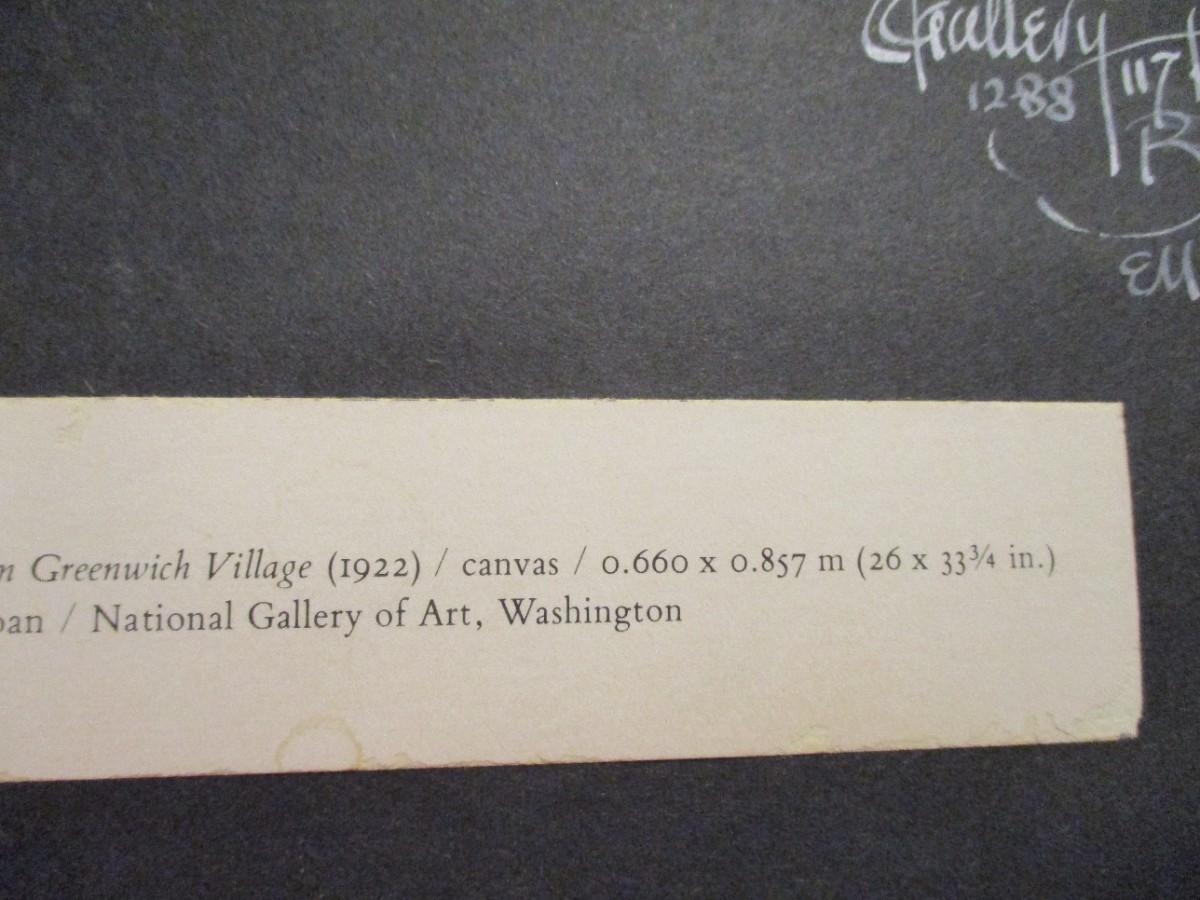 Gallery
1288 117
n Greenwich Village (1922) / canvas / 0.660 x 0.857 m (26 x 33¾ in.)
oan / National Gallery of Art, Washington